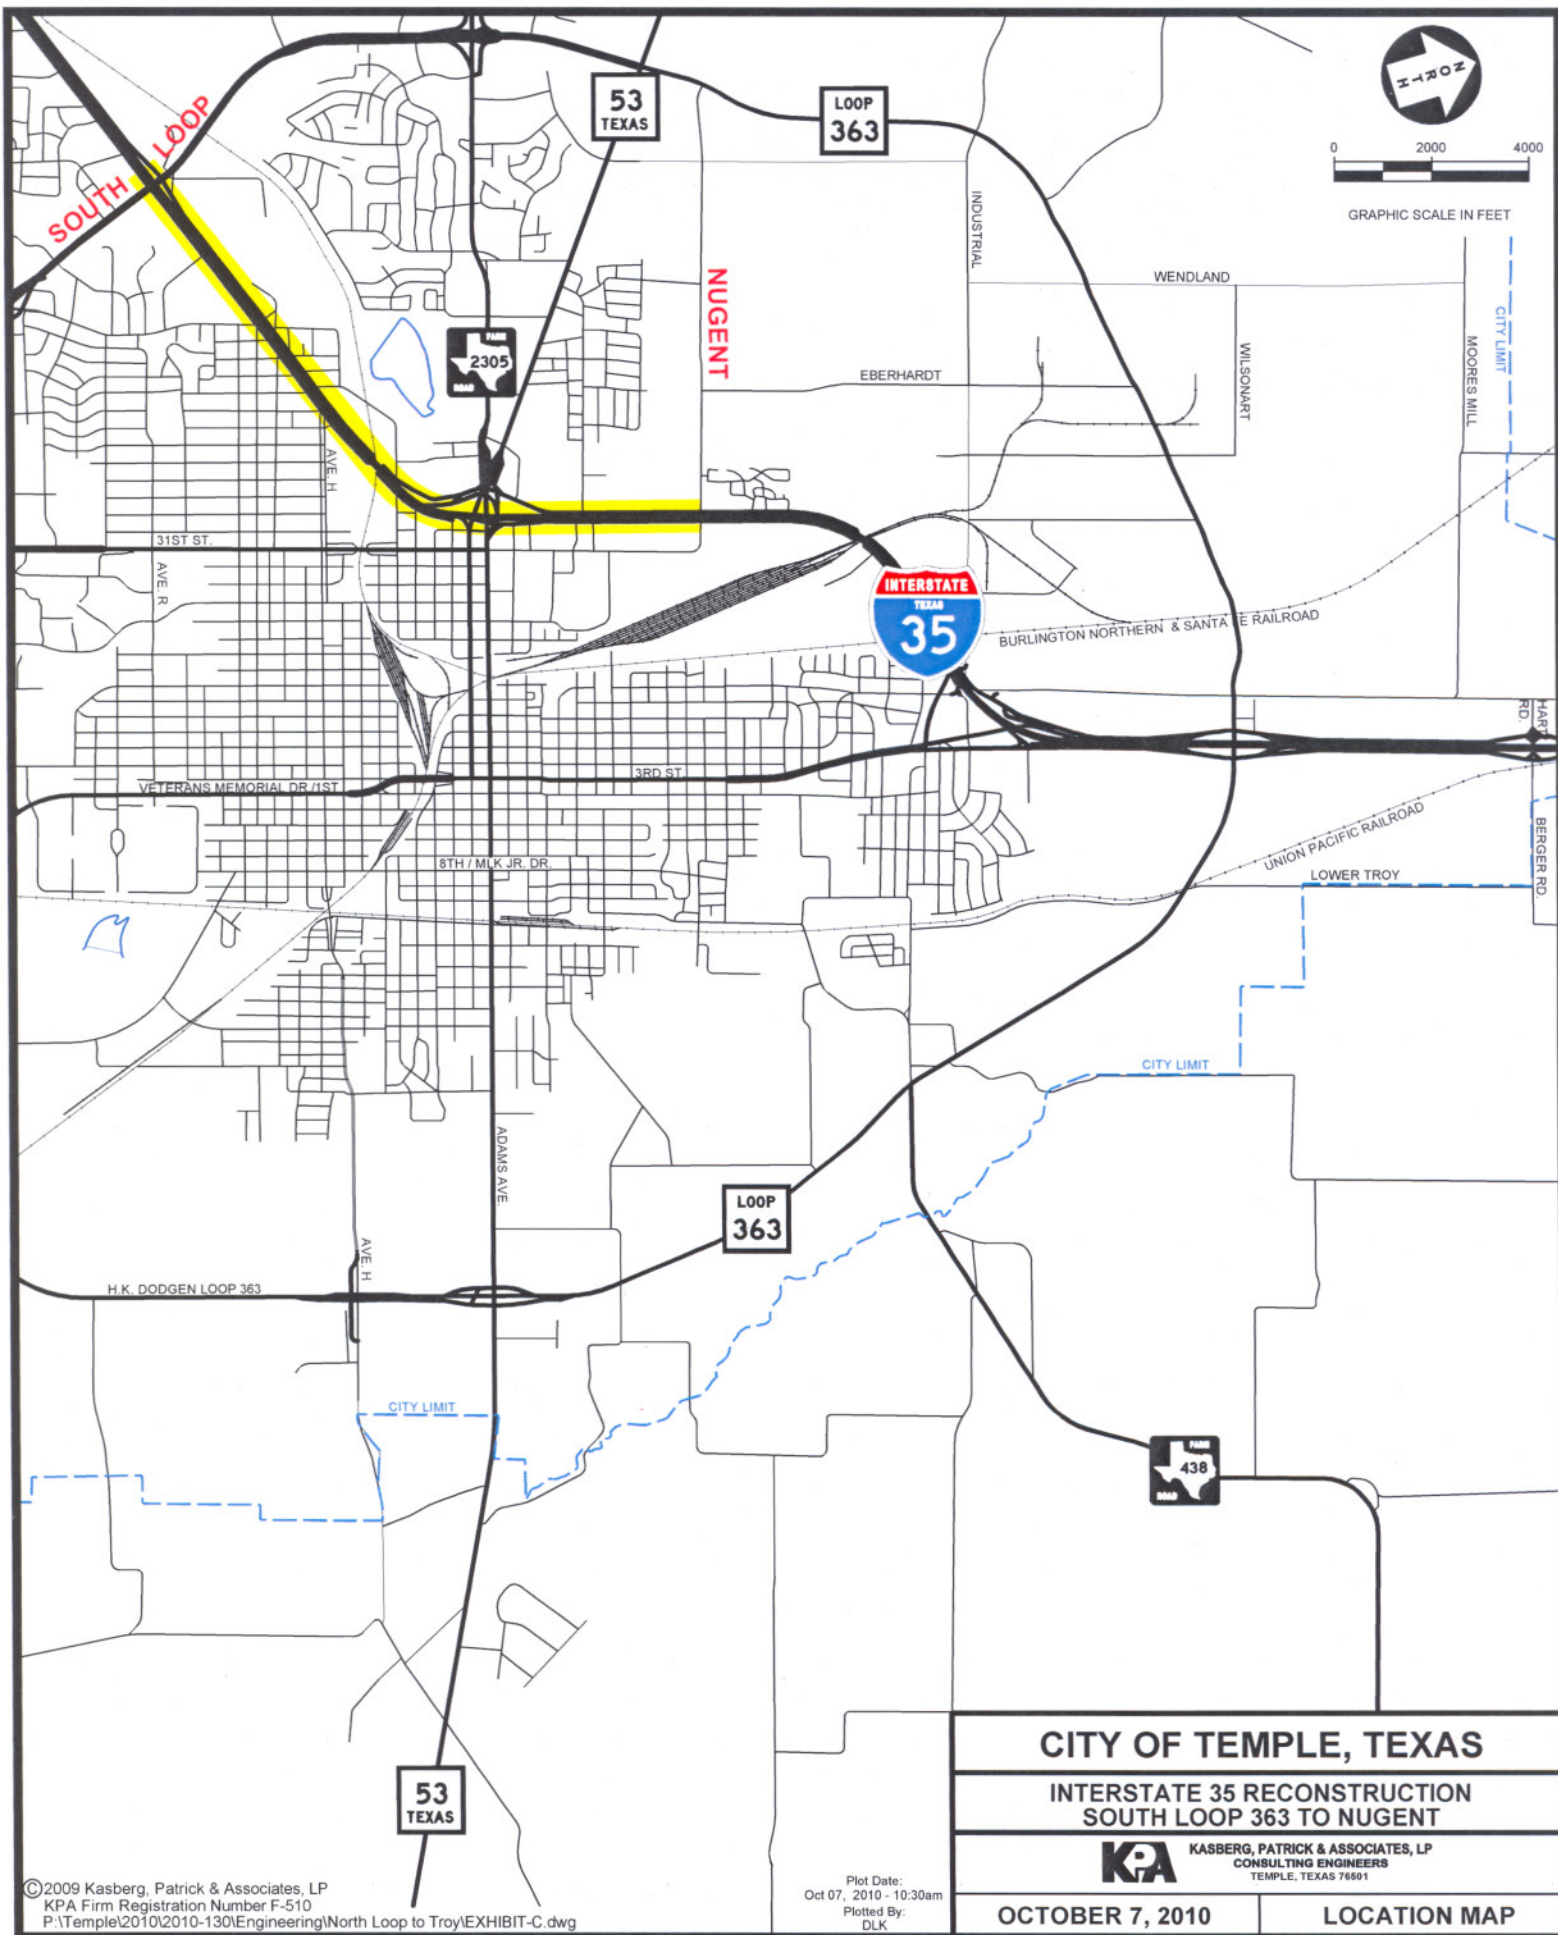 NORTH
53
TEXAS
LOOP
363
0 2000 4000
GRAPHIC SCALE IN FEET
SOUTH LOOP
INDUSTRIAL
WENDLAND
NUGENT
CITY LIMIT
FARM
2305
ROAD
WILSONART
MOORES MILL
EBERHARDT
AVE. H
31ST ST.
AVE. R
INTERSTATE
TEXAS
35
BURLINGTON NORTHERN & SANTA FE RAILROAD
HART
RD.
3RD ST
VETERANS MEMORIAL DR./1ST
UNION PACIFIC RAILROAD
BERGER RD.
8TH / MLK JR. DR.
LOWER TROY
CITY LIMIT
ADAMS AVE.
LOOP
363
AVE. H
H.K. DODGEN LOOP 363
CITY LIMIT
FARM
438
ROAD
53
TEXAS
CITY OF TEMPLE, TEXAS
INTERSTATE 35 RECONSTRUCTION
SOUTH LOOP 363 TO NUGENT
KPA
KASBERG, PATRICK & ASSOCIATES, LP
CONSULTING ENGINEERS
TEMPLE, TEXAS 76501
OCTOBER 7, 2010
LOCATION MAP
©2009 Kasberg, Patrick & Associates, LP
KPA Firm Registration Number F-510
P:\Temple\2010\2010-130\Engineering\North Loop to Troy\EXHIBIT-C.dwg
Plot Date:
Oct 07, 2010 - 10:30am
Plotted By:
DLK